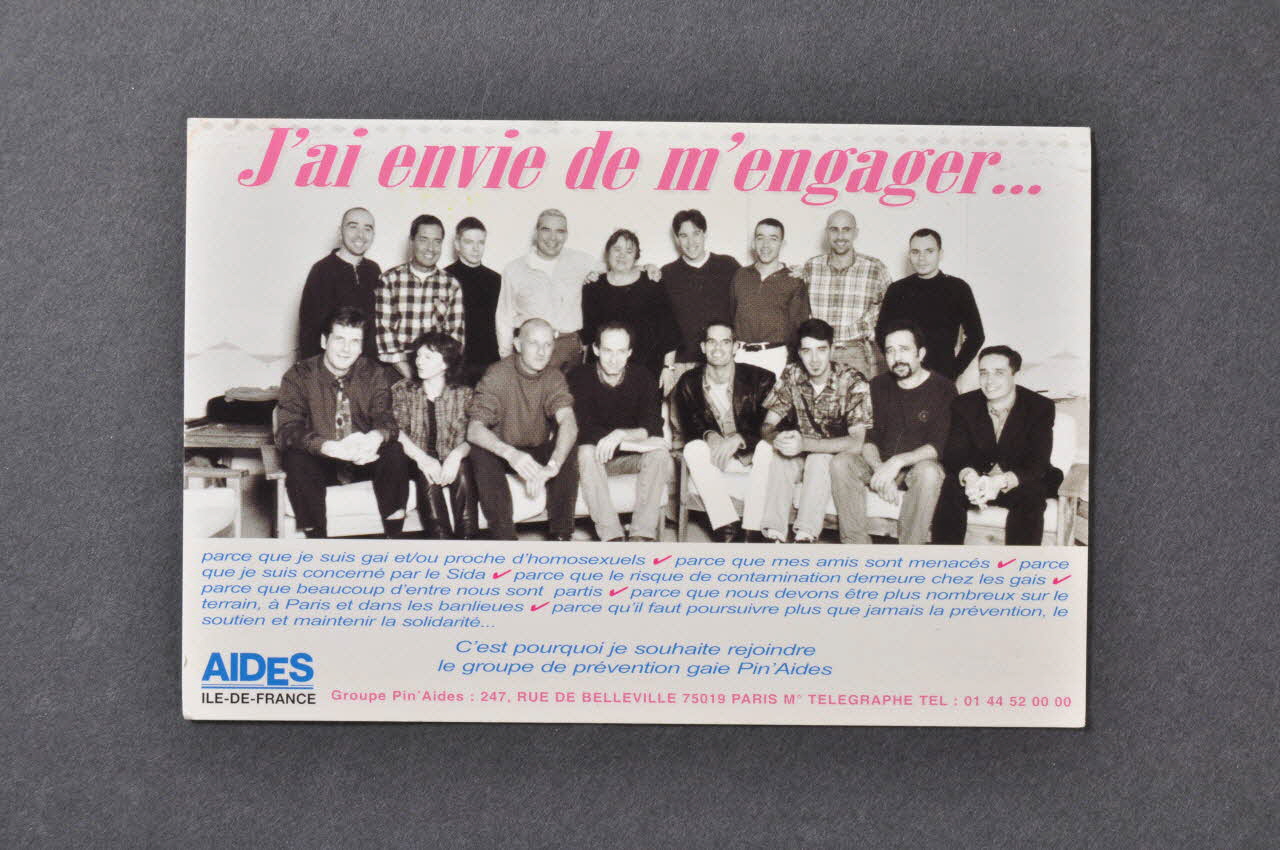 J'ai envie de m'engager...
parce que je suis gai et/ou proche d'homosexuels ✓ parce que mes amis sont menacés ✓ parce
que je suis concerné par le Sida ✓ parce que le risque de contamination demeure chez les gais ✓
parce que beaucoup d'entre nous sont partis ✓ parce que nous devons être plus nombreux sur le
terrain, à Paris et dans les banlieues ✓ parce qu'il faut poursuivre plus que jamais la prévention, le
soutien et maintenir la solidarité...
C'est pourquoi je souhaite rejoindre
le groupe de prévention gaie Pin'Aides
AIDES
ILE-DE-FRANCE
Groupe Pin'Aides : 247, RUE DE BELLEVILLE 75019 PARIS M° TELEGRAPHE TEL : 01 44 52 00 00